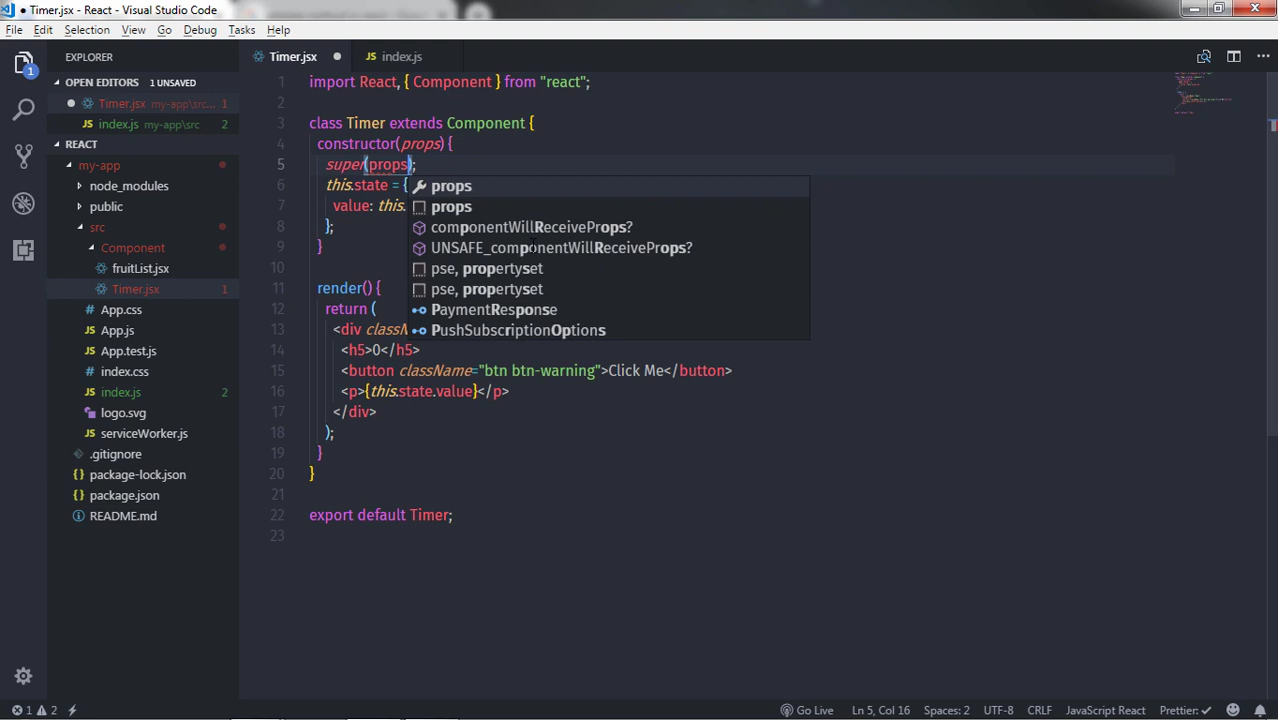 Timer.jsx - React - Visual Studio Code
File Edit Selection View Go Debug Tasks Help
EXPLORER
OPEN EDITORS 1 UNSAVED
Timer.jsx my-app\src... 1
index.js my-app\src 2
REACT
my-app
node_modules
public
src
Component
fruitList.jsx
Timer.jsx 1
App.css
JS App.js
JS App.test.js
index.css
JS index.js 2
logo.svg
JS serviceWorker.js
.gitignore
{} package-lock.json
{} package.json
README.md
Timer.jsx JS index.js
1 import React, { Component } from "react";
2
3 class Timer extends Component {
4 constructor(props) {
5 super(props);
6 this.state = {
7 value: this.
8 };
9 }
10
11 render() {
12 return (
13 <div classN
14 <h5>0</h5>
15 <button className="btn btn-warning">Click Me</button>
16 <p>{this.state.value}</p>
17 </div>
18 );
19 }
20 }
21
22 export default Timer;
23
props
props
componentWillReceiveProps?
UNSAFE_componentWillReceiveProps?
pse, propertyset
pse, propertyset
PaymentResponse
PushSubscriptionOptions
1 2 Go Live Ln 5, Col 16 Spaces: 2 UTF-8 CRLF JavaScript React Prettier: ✓